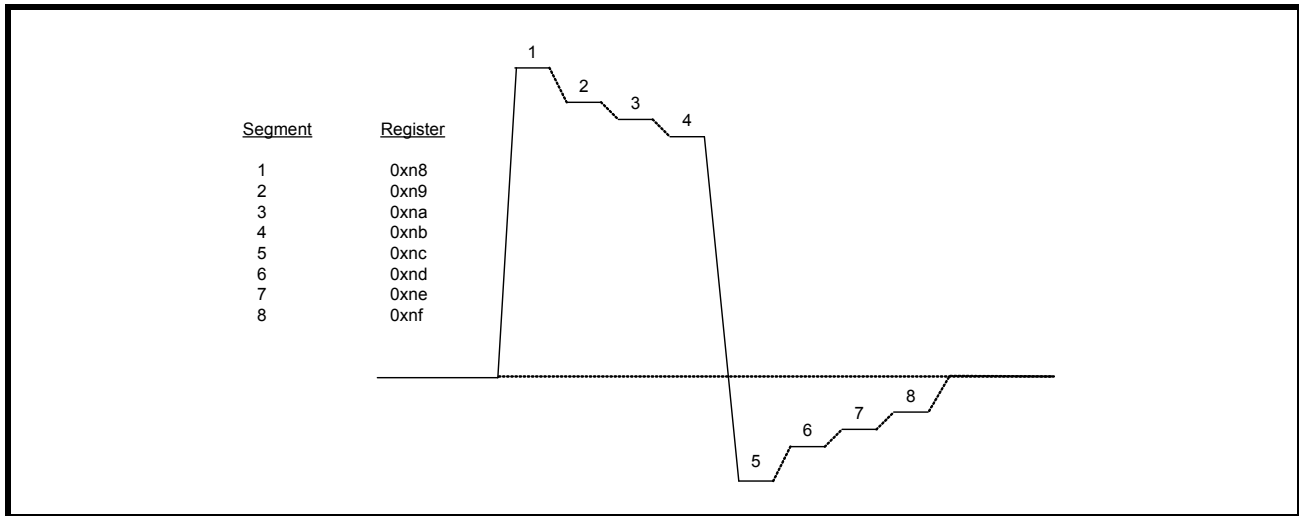 1
2
3
4
Segment Register
1 0xn8
2 0xn9
3 0xna
4 0xnb
5 0xnc
6 0xnd
7 0xne
8 0xnf
8
7
6
5